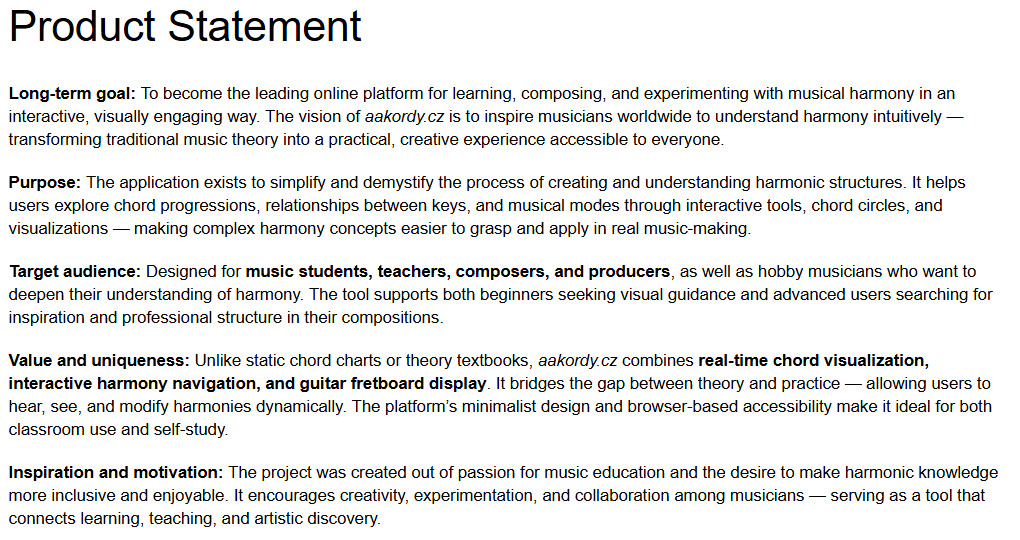 Product Statement
Long-term goal: To become the leading online platform for learning, composing, and experimenting with musical harmony in an
interactive, visually engaging way. The vision of aakordy.cz is to inspire musicians worldwide to understand harmony intuitively —
transforming traditional music theory into a practical, creative experience accessible to everyone.
Purpose: The application exists to simplify and demystify the process of creating and understanding harmonic structures. It helps
users explore chord progressions, relationships between keys, and musical modes through interactive tools, chord circles, and
visualizations — making complex harmony concepts easier to grasp and apply in real music-making.
Target audience: Designed for music students, teachers, composers, and producers, as well as hobby musicians who want to
deepen their understanding of harmony. The tool supports both beginners seeking visual guidance and advanced users searching for
inspiration and professional structure in their compositions.
Value and uniqueness: Unlike static chord charts or theory textbooks, aakordy.cz combines real-time chord visualization,
interactive harmony navigation, and guitar fretboard display. It bridges the gap between theory and practice — allowing users to
hear, see, and modify harmonies dynamically. The platform’s minimalist design and browser-based accessibility make it ideal for both
classroom use and self-study.
Inspiration and motivation: The project was created out of passion for music education and the desire to make harmonic knowledge
more inclusive and enjoyable. It encourages creativity, experimentation, and collaboration among musicians — serving as a tool that
connects learning, teaching, and artistic discovery.